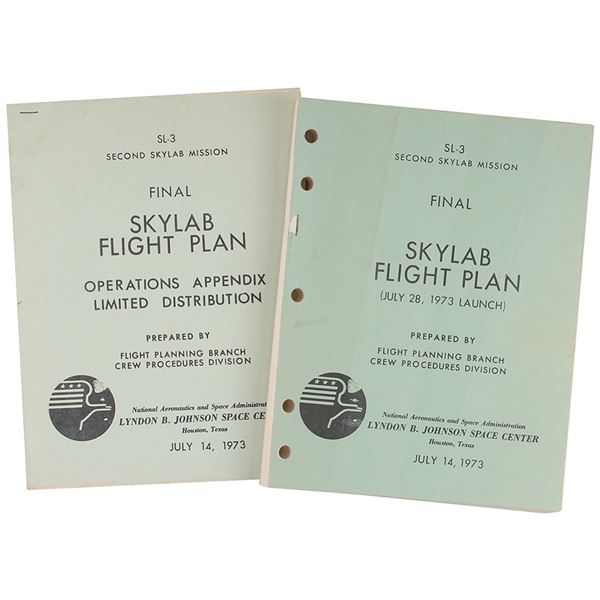 SL-3
SECOND SKYLAB MISSION
FINAL
SKYLAB
FLIGHT PLAN
OPERATIONS APPENDIX
LIMITED DISTRIBUTION
PREPARED BY
FLIGHT PLANNING BRANCH
CREW PROCEDURES DIVISION
National Aeronautics and Space Administration
LYNDON B. JOHNSON SPACE CE
Houston, Texas
JULY 14, 1973
SL-3
SECOND SKYLAB MISSION
FINAL
SKYLAB
FLIGHT PLAN
(JULY 28, 1973 LAUNCH)
PREPARED BY
FLIGHT PLANNING BRANCH
CREW PROCEDURES DIVISION
National Aeronautics and Space Administration
LYNDON B. JOHNSON SPACE CENTER
Houston, Texas
JULY 14, 1973